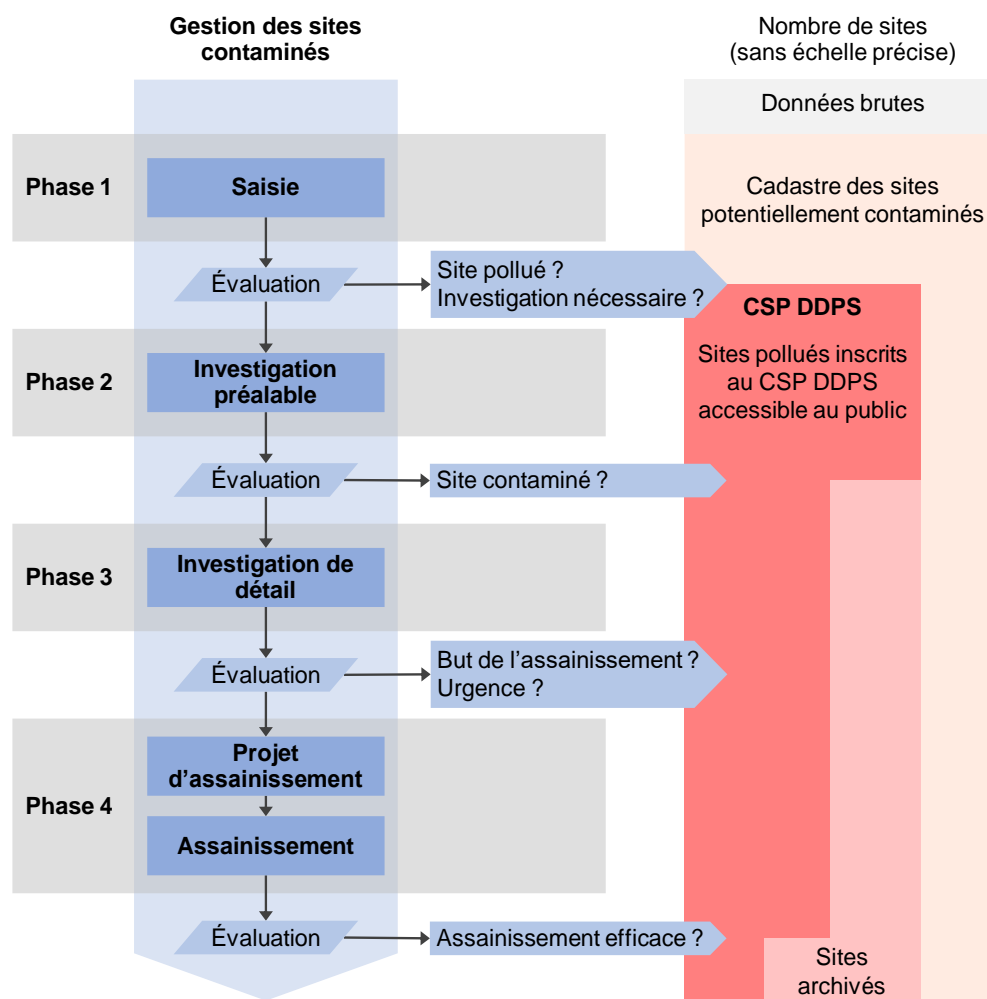 Gestion des sites
contaminés
Nombre de sites
(sans échelle précise)
Données brutes
Phase 1
Saisie
Cadastre des sites
potentiellement contaminés
Évaluation
Site pollué ?
Investigation nécessaire ?
CSP DDPS
Sites pollués inscrits
au CSP DDPS
accessible au public
Phase 2
Investigation
préalable
Évaluation
Site contaminé ?
Phase 3
Investigation de
détail
Évaluation
But de l’assainissement ?
Urgence ?
Phase 4
Projet
d’assainissement
Assainissement
Évaluation
Assainissement efficace ?
Sites
archivés